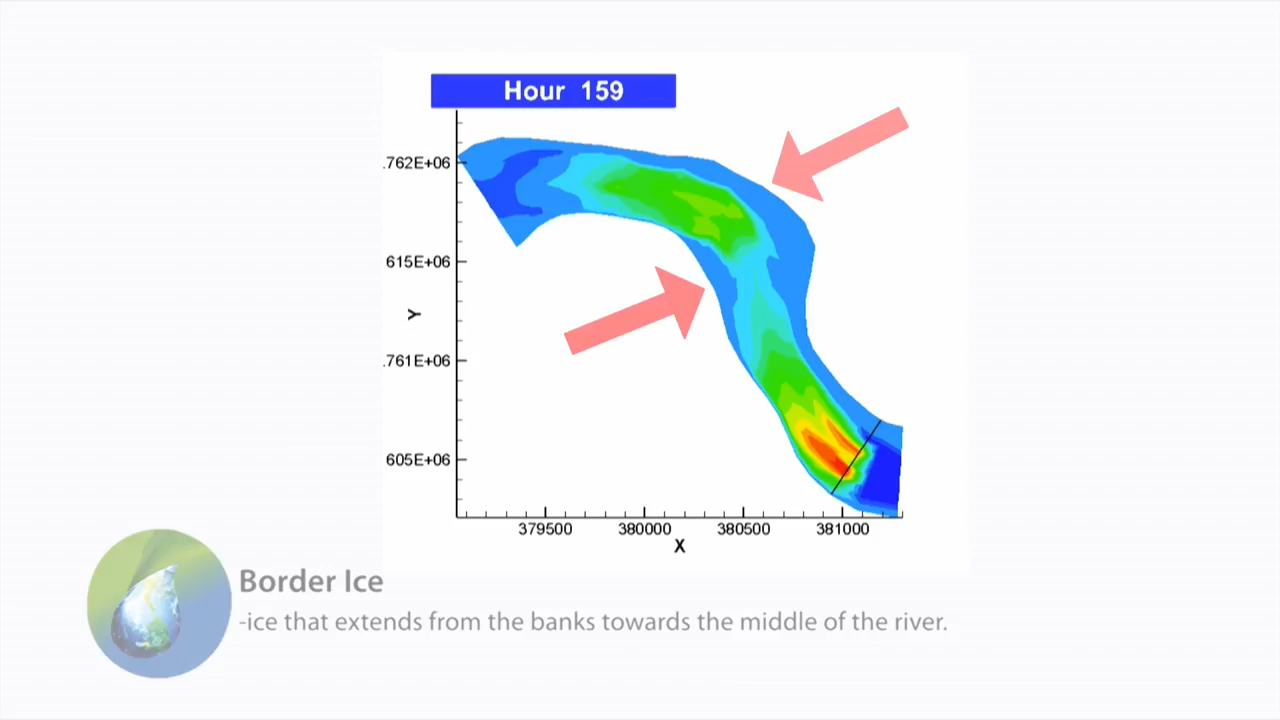 Hour 159
.762E+06
615E+06
Y
.761E+06
605E+06
379500 380000 380500 381000
X
Border Ice
-ice that extends from the banks towards the middle of the river.